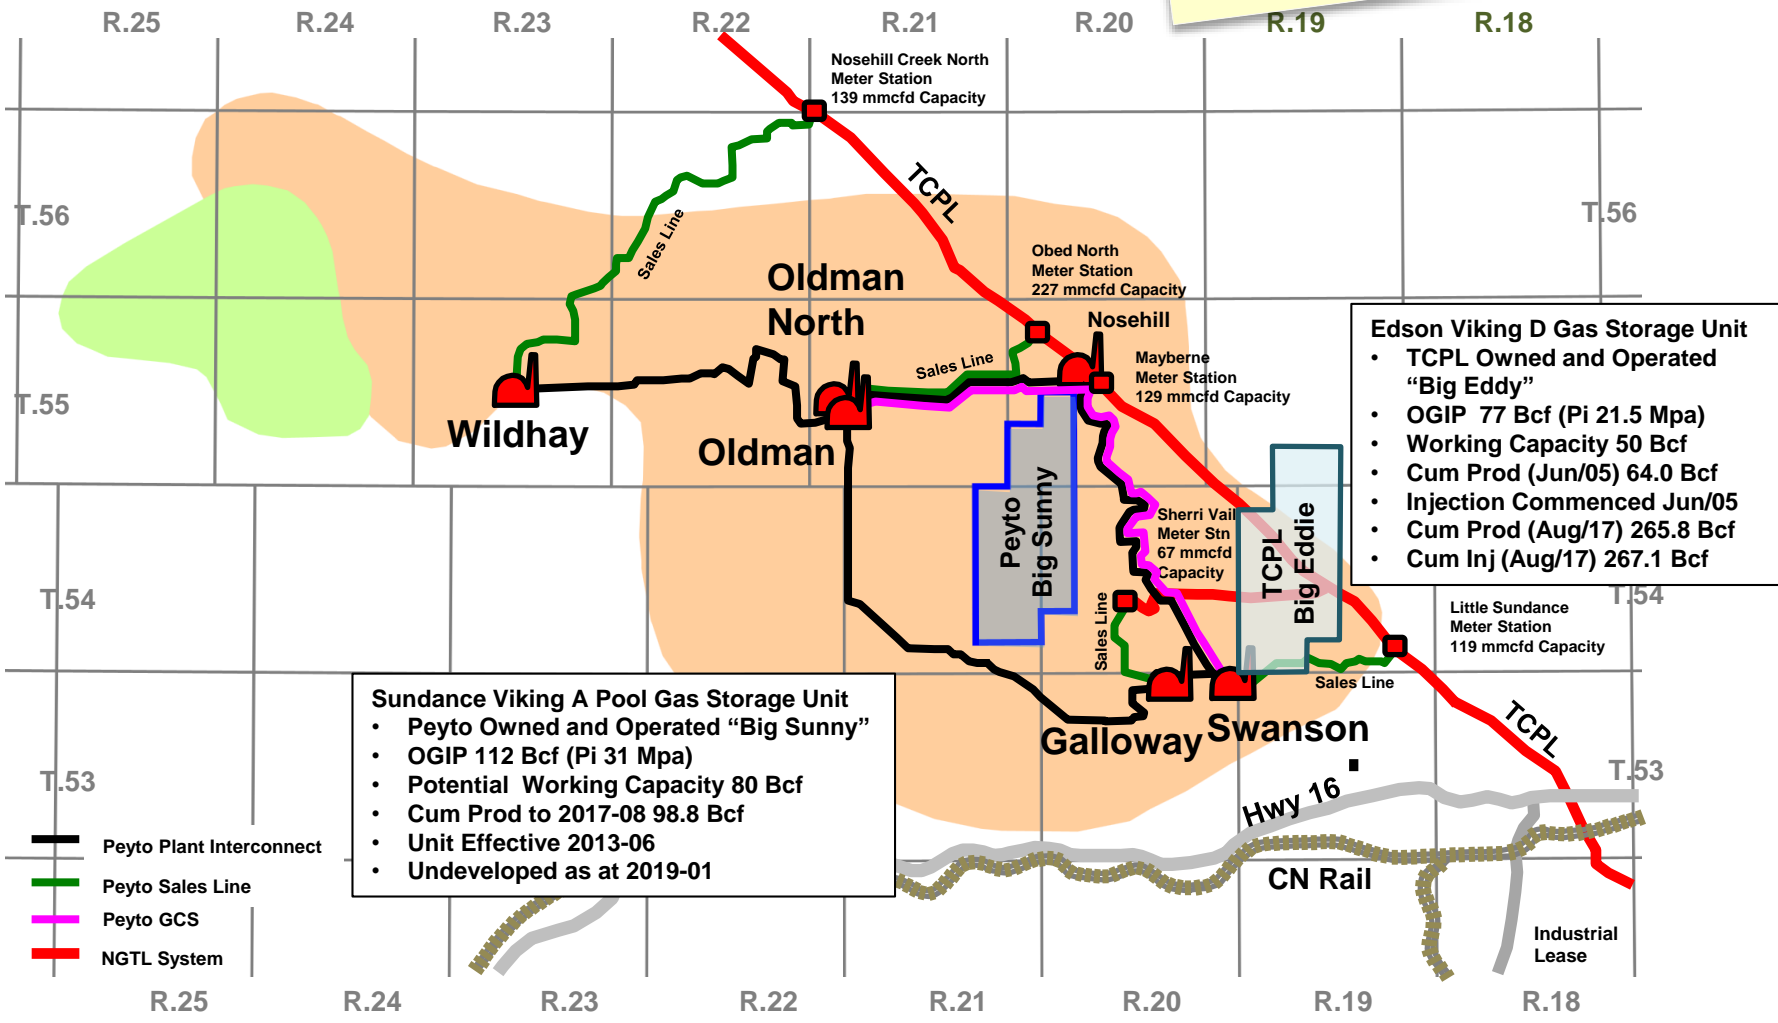 R.25 R.24 R.23 R.22 R.21 R.20 R.19 R.18
Nosehill Creek North
Meter Station
139 mmcfd Capacity
TCPL
T.56
T.56
Sales Line
Obed North
Meter Station
227 mmcfd Capacity
Oldman
North
Nosehill
Sales Line
Mayberne
Meter Station
129 mmcfd Capacity
Edson Viking D Gas Storage Unit
• TCPL Owned and Operated
“Big Eddy”
• OGIP 77 Bcf (Pi 21.5 Mpa)
• Working Capacity 50 Bcf
• Cum Prod (Jun/05) 64.0 Bcf
• Injection Commenced Jun/05
• Cum Prod (Aug/17) 265.8 Bcf
• Cum Inj (Aug/17) 267.1 Bcf
T.55
Wildhay
Oldman
Peyto
Big Sunny
Sherri Vail
Meter Stn
67 mmcfd
Capacity
TCPL
Big Eddie
T.54
T.54
Sales Line
Little Sundance
Meter Station
119 mmcfd Capacity
Sales Line
Sundance Viking A Pool Gas Storage Unit
• Peyto Owned and Operated “Big Sunny”
• OGIP 112 Bcf (Pi 31 Mpa)
• Potential Working Capacity 80 Bcf
• Cum Prod to 2017-08 98.8 Bcf
• Unit Effective 2013-06
• Undeveloped as at 2019-01
Galloway
Swanson
TCPL
T.53
T.53
Hwy 16
CN Rail
Peyto Plant Interconnect
Peyto Sales Line
Peyto GCS
NGTL System
Industrial
Lease
R.25 R.24 R.23 R.22 R.21 R.20 R.19 R.18